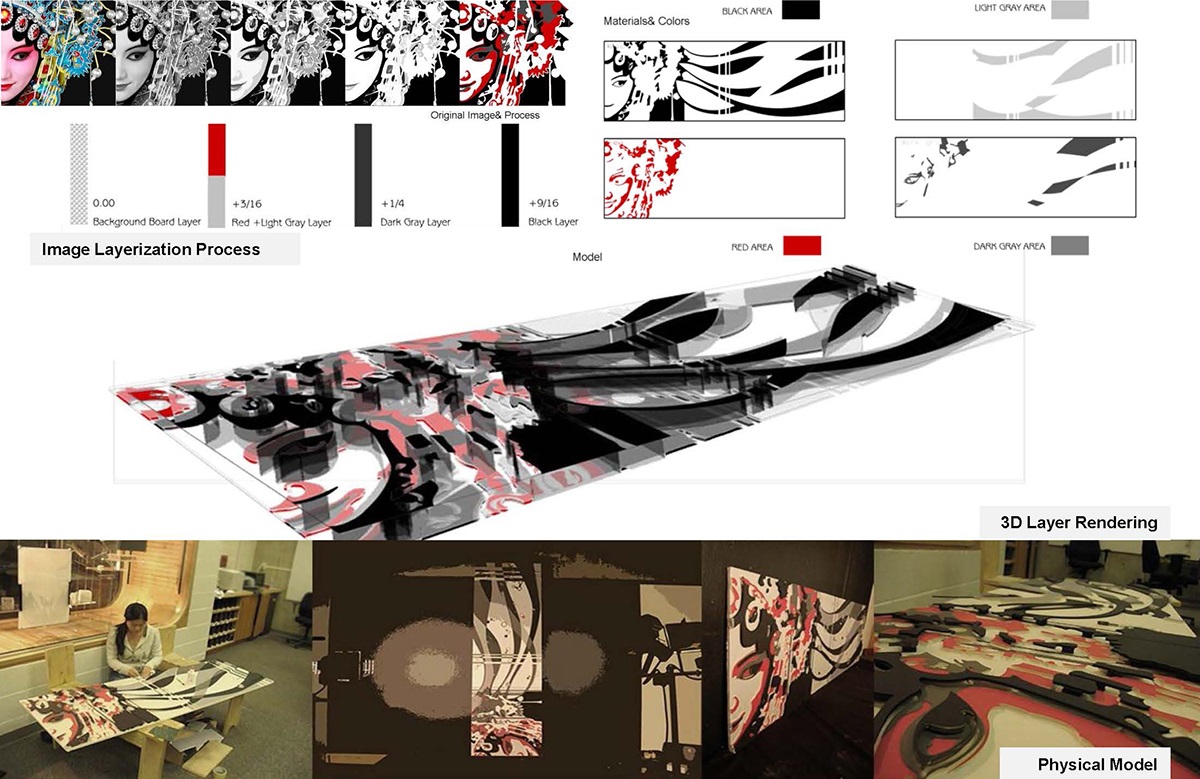 Original Image& Process
0.00
Background Board Layer
+3/16
Red +Light Gray Layer
+1/4
Dark Gray Layer
+9/16
Black Layer
Image Layerization Process
Materials& Colors
BLACK AREA
LIGHT GRAY AREA
RED AREA
DARK GRAY AREA
Model
3D Layer Rendering
Physical Model